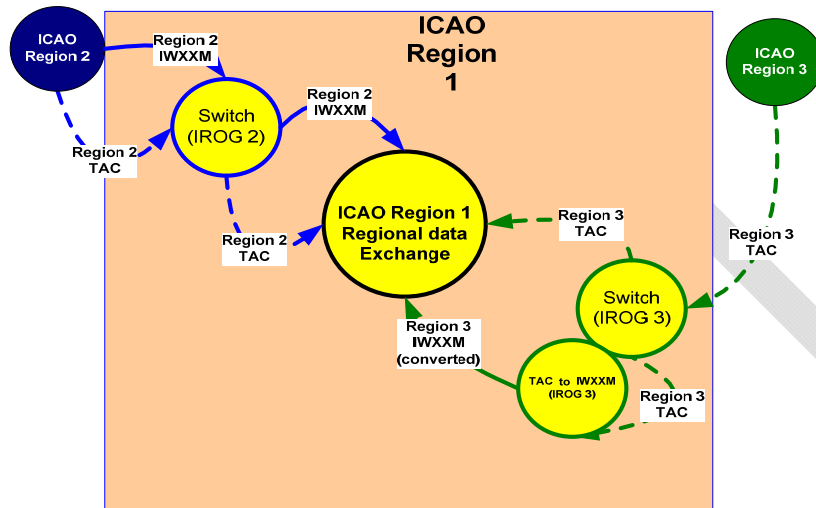 ICAO
Region 2
Region 2
IWXXM
ICAO
Region
1
ICAO
Region 3
Switch
(IROG 2)
Region 2
IWXXM
Region 2
TAC
ICAO Region 1
Regional data
Exchange
Region 2
TAC
Region 3
TAC
Region 3
TAC
Switch
(IROG 3)
Region 3
IWXXM
(converted)
TAC to IWXXM
(IROG 3)
Region 3
TAC